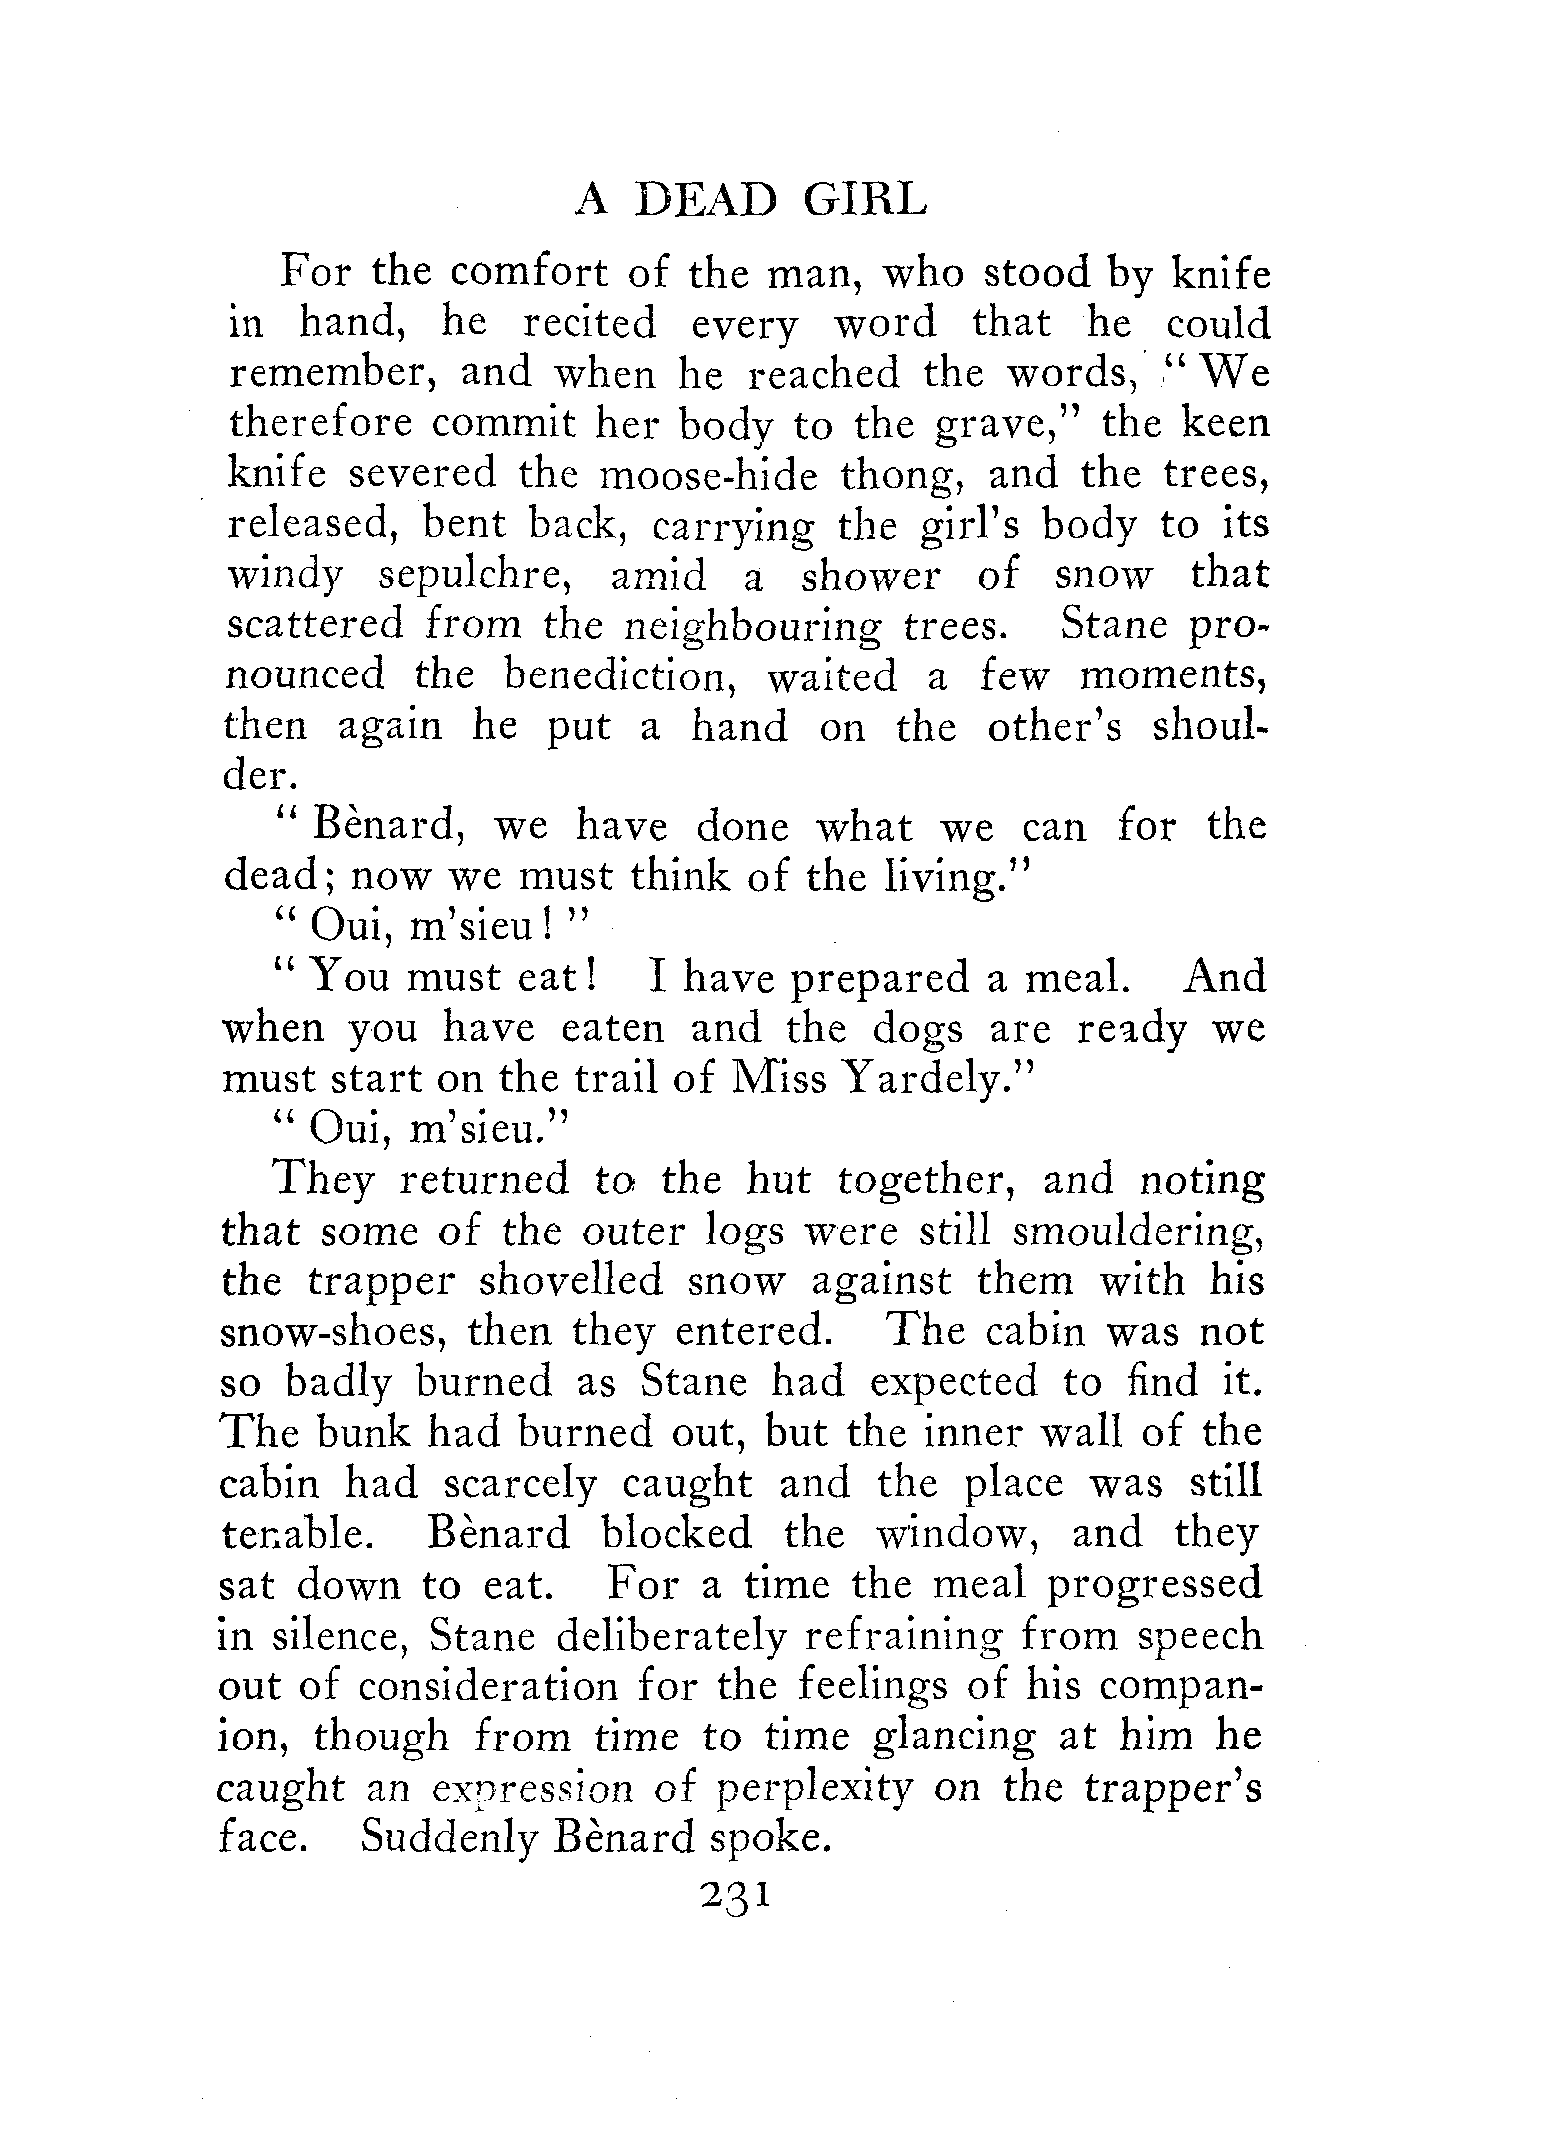 A DEAD GIRL
For the comfort of the man, who stood by knife
in hand, he recited every word that he could
remember, and when he reached the words, " We
therefore commit her body to the grave," the keen
knife severed the moose-hide thong, and the trees,
released, bent back, carrying the girl's body to its
windy sepulchre, amid a shower of snow that
scattered from the neighbouring trees. Stane pro-
nounced the benediction, waited a few moments,
then again he put a hand on the other's shoul-
der.
" Bènard, we have done what we can for the
dead; now we must think of the living."
" Oui, m'sieu! "
" You must eat! I have prepared a meal. And
when you have eaten and the dogs are ready we
must start on the trail of Miss Yardely."
" Oui, m'sieu."
They returned to the hut together, and noting
that some of the outer logs were still smouldering,
the trapper shovelled snow against them with his
snow-shoes, then they entered. The cabin was not
so badly burned as Stane had expected to find it.
The bunk had burned out, but the inner wall of the
cabin had scarcely caught and the place was still
tenable. Bènard blocked the window, and they
sat down to eat. For a time the meal progressed
in silence, Stane deliberately refraining from speech
out of consideration for the feelings of his compan-
ion, though from time to time glancing at him he
caught an expression of perplexity on the trapper's
face. Suddenly Bènard spoke.
231